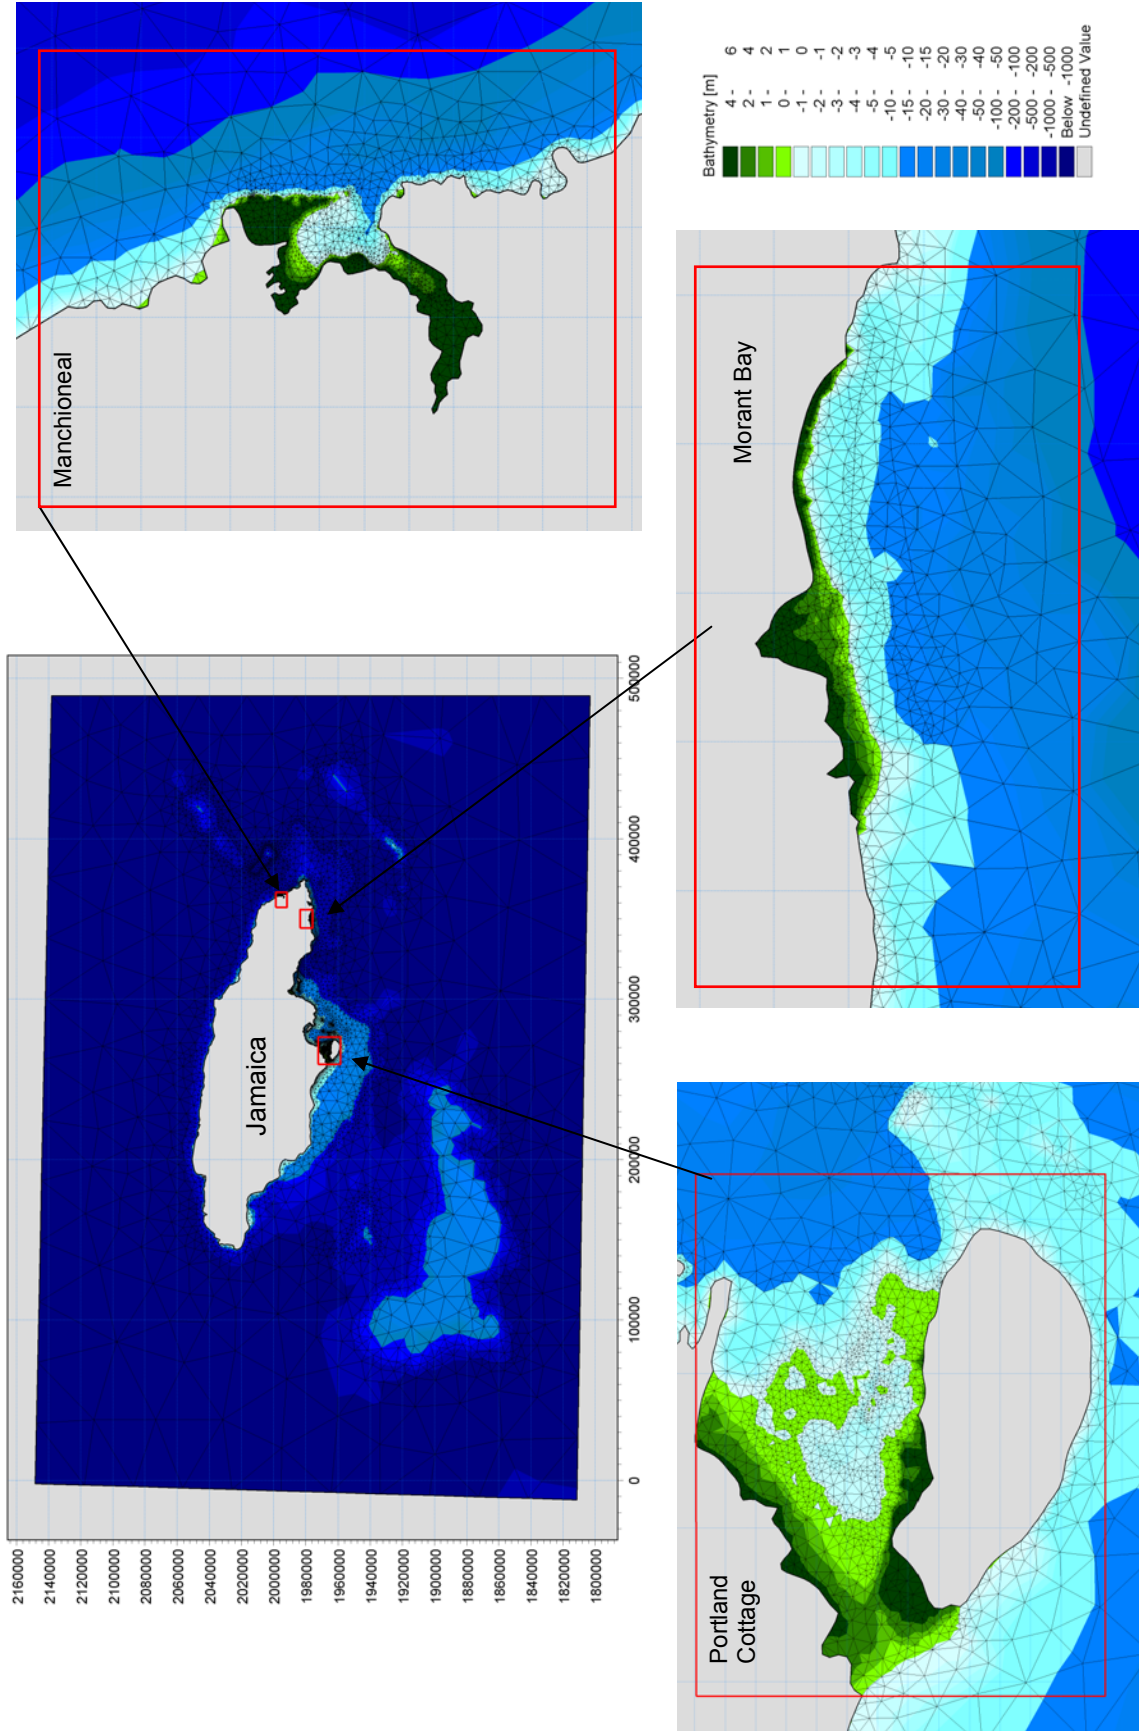 2160000
2140000
2120000
2100000
2080000
2060000
2040000
2020000
2000000
1980000
1960000
1940000
1920000
1900000
1880000
1860000
1840000
1820000
1800000
Jamaica
0 100000 200000 300000 400000 500000
Manchioneal
Portland
Cottage
Morant Bay
Bathymetry [m]
4 - 6
2 - 4
1 - 2
0 - 1
-1 - 0
-2 - -1
-3 - -2
-4 - -3
-5 - -4
-10 - -5
-15 - -10
-20 - -15
-30 - -20
-40 - -30
-50 - -40
-100 - -50
-200 - -100
-500 - -200
-1000 - -500
Below -1000
Undefined Value